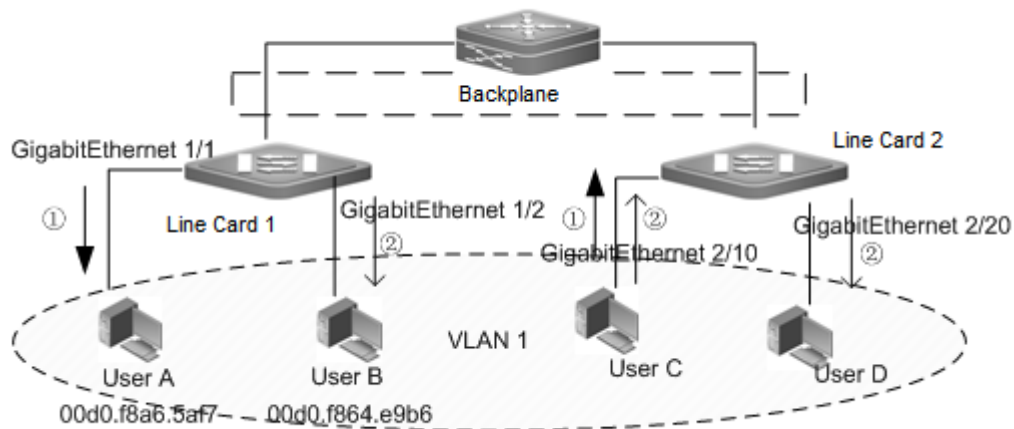 Backplane
GigabitEthernet 1/1
Line Card 2
①
Line Card 1
GigabitEthernet 1/2
②
①
②
GigabitEthernet 2/10
GigabitEthernet 2/20
②
VLAN 1
User A
User B
User C
User D
00d0.f8a6.5af7
00d0.f864.e9b6